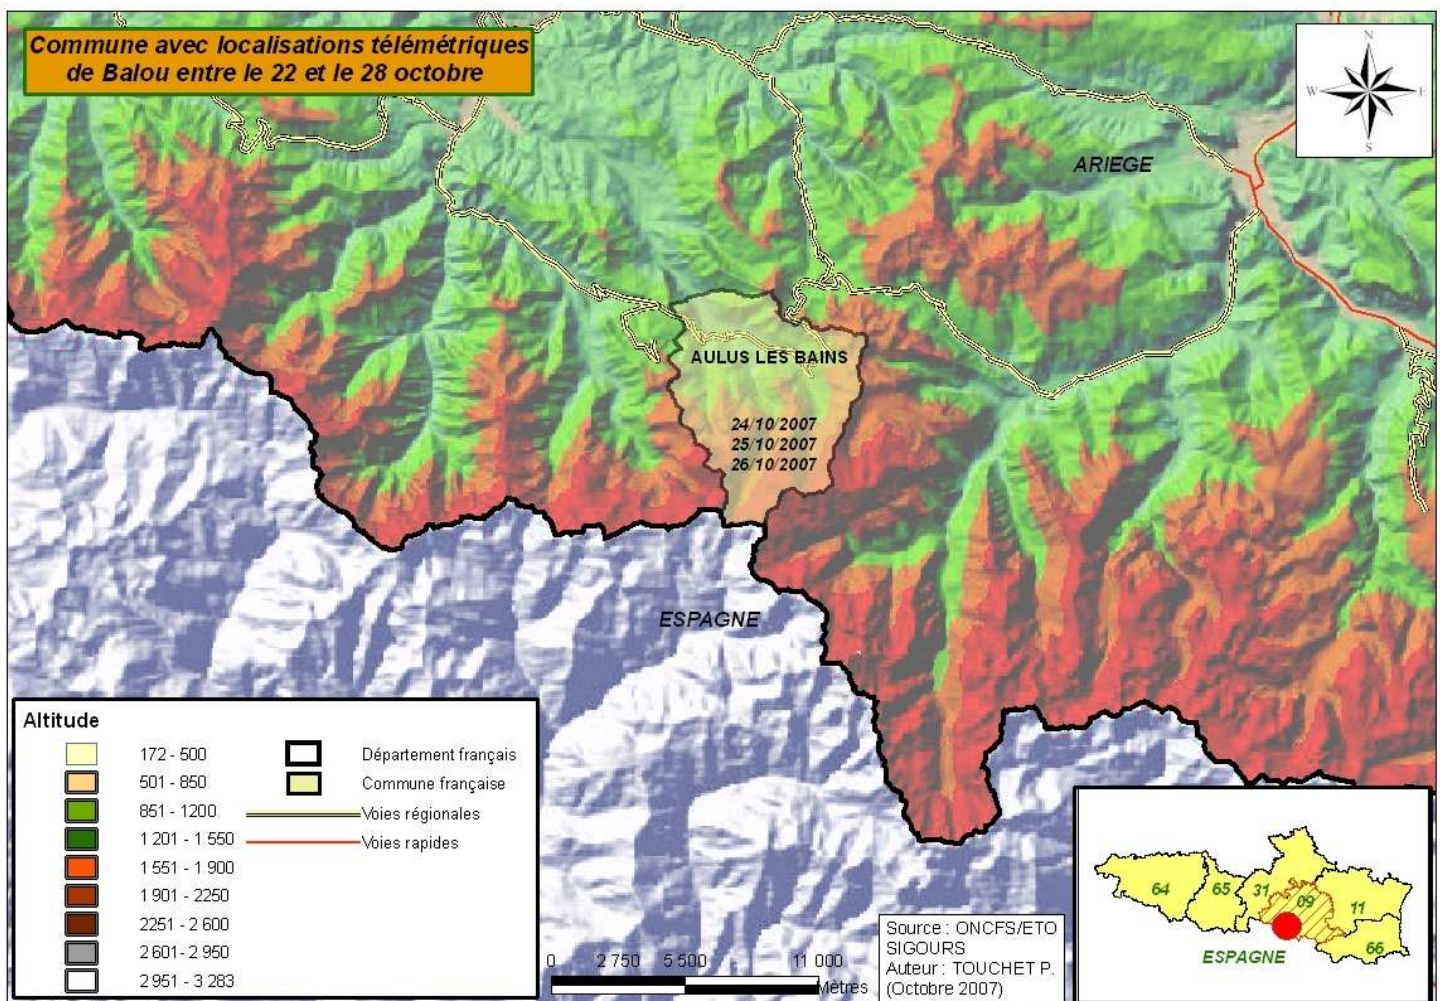 Commune avec localisations télémétriques
de Balou entre le 22 et le 28 octobre
N
W E
S
ARIEGE
AULUS LES BAINS
24/10/2007
25/10/2007
26/10/2007
ESPAGNE
Altitude
172 - 500
501 - 850
851 - 1200
1 201 - 1 550
1 551 - 1 900
1 901 - 2250
2251 - 2 600
2 601 - 2 950
2 951 - 3 283
Département français
Commune française
Voies régionales
Voies rapides
0 2 750 5 500 11 000
Mètres
Source : ONCFS/ETO
SIGOURS
Auteur : TOUCHET P.
(Octobre 2007)
64 65 31 09 11
66
ESPAGNE